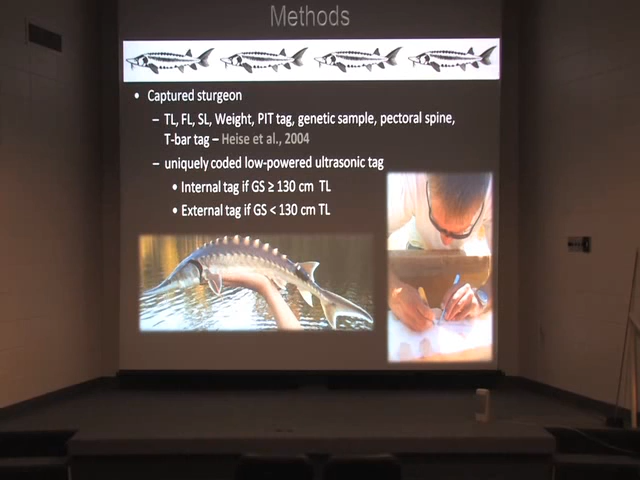 Methods
• Captured sturgeon
– TL, FL, SL, Weight, PIT tag, genetic sample, pectoral spine,
T-bar tag – Heise et al., 2004
– uniquely coded low-powered ultrasonic tag
• Internal tag if GS ≥ 130 cm TL
• External tag if GS < 130 cm TL